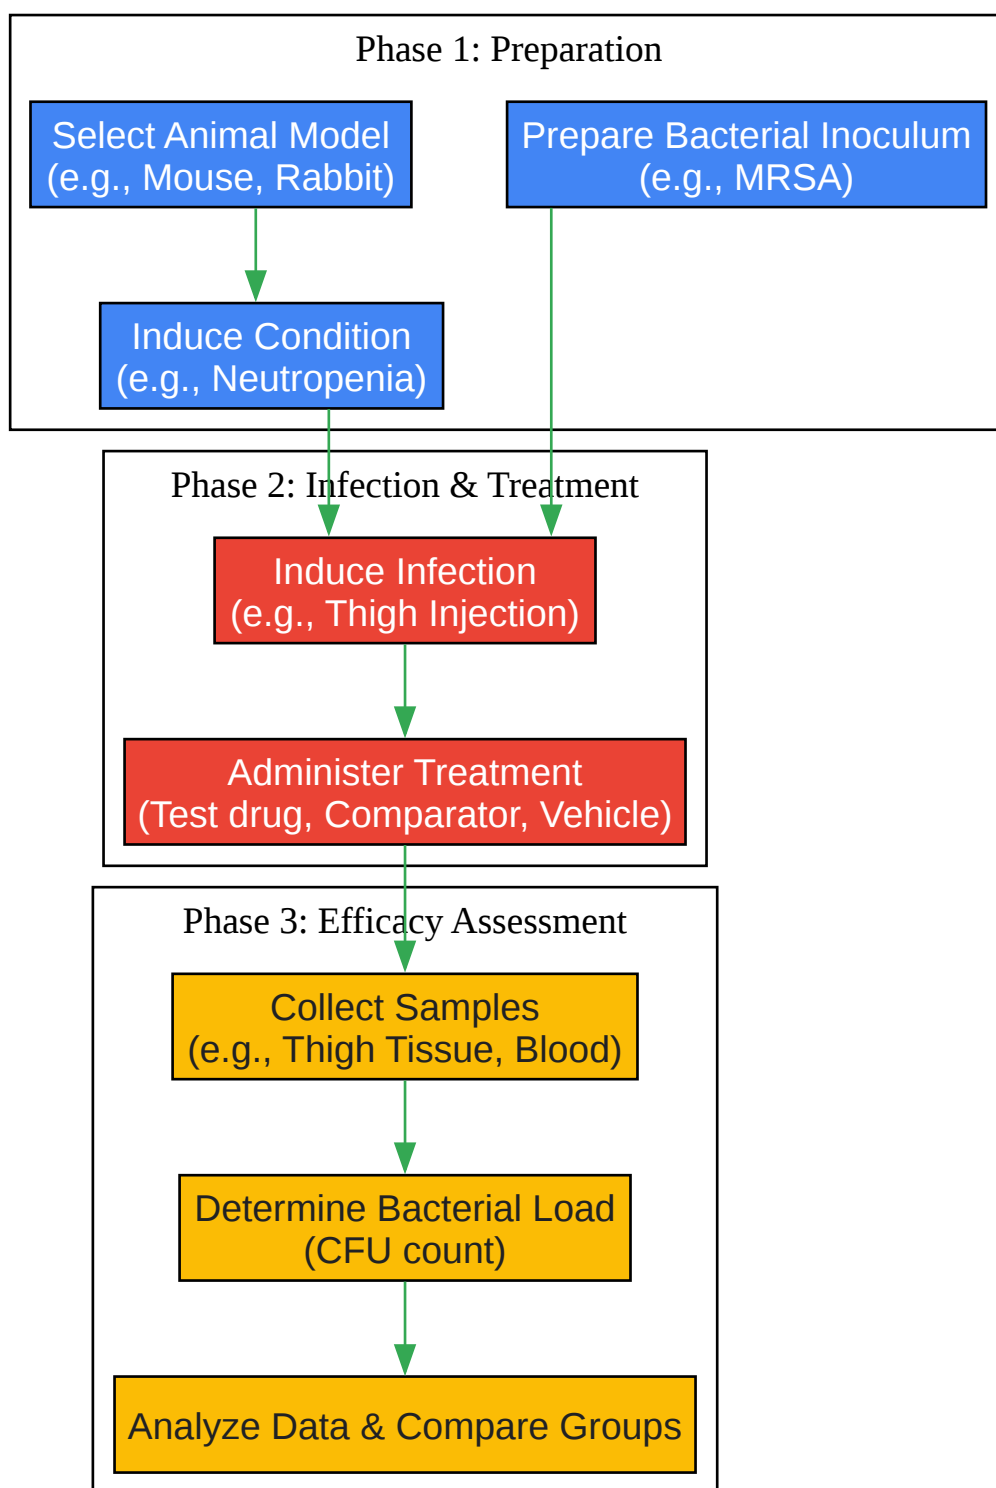 Phase 1: Preparation
Select Animal Model
(e.g., Mouse, Rabbit)
Prepare Bacterial Inoculum
(e.g., MRSA)
Induce Condition
(e.g., Neutropenia)
Phase 2: Infection & Treatment
Induce Infection
(e.g., Thigh Injection)
Administer Treatment
(Test drug, Comparator, Vehicle)
Phase 3: Efficacy Assessment
Collect Samples
(e.g., Thigh Tissue, Blood)
Determine Bacterial Load
(CFU count)
Analyze Data & Compare Groups